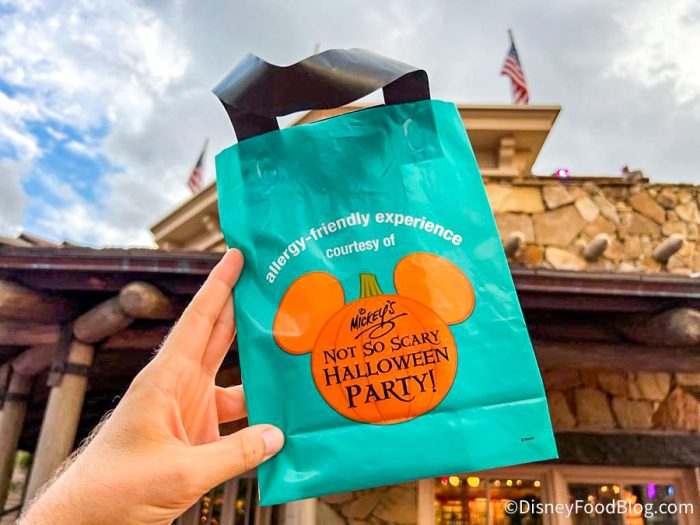 allergy-friendly experience
courtesy of
Mickey's
Not So Scary
Halloween
Party!
©DisneyFoodBlog.com